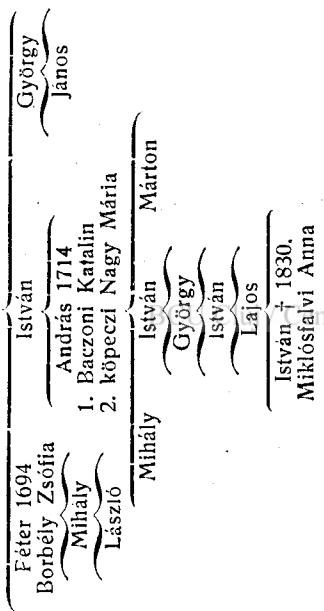 Féter 1694
Borbély Zsófia
Mihály
László
István
András 1714
1. Baczoni Katalin
2. köpeczi Nagy Mária
György
János
Mihály
István
György
István
Lajos
Márton
István † 1830.
Miklósfalvi Anna